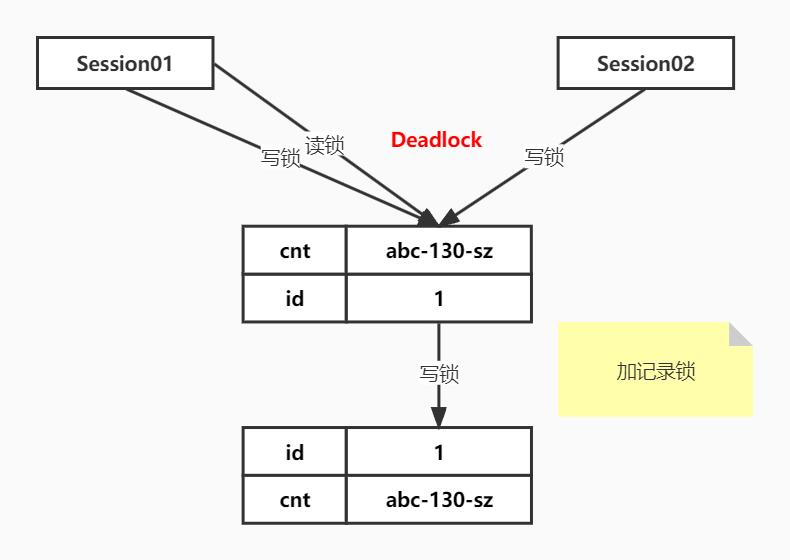 Session01
Session02
Deadlock
读锁
写锁
写锁
cnt abc-130-sz
id 1
写锁
加记录锁
id 1
cnt abc-130-sz